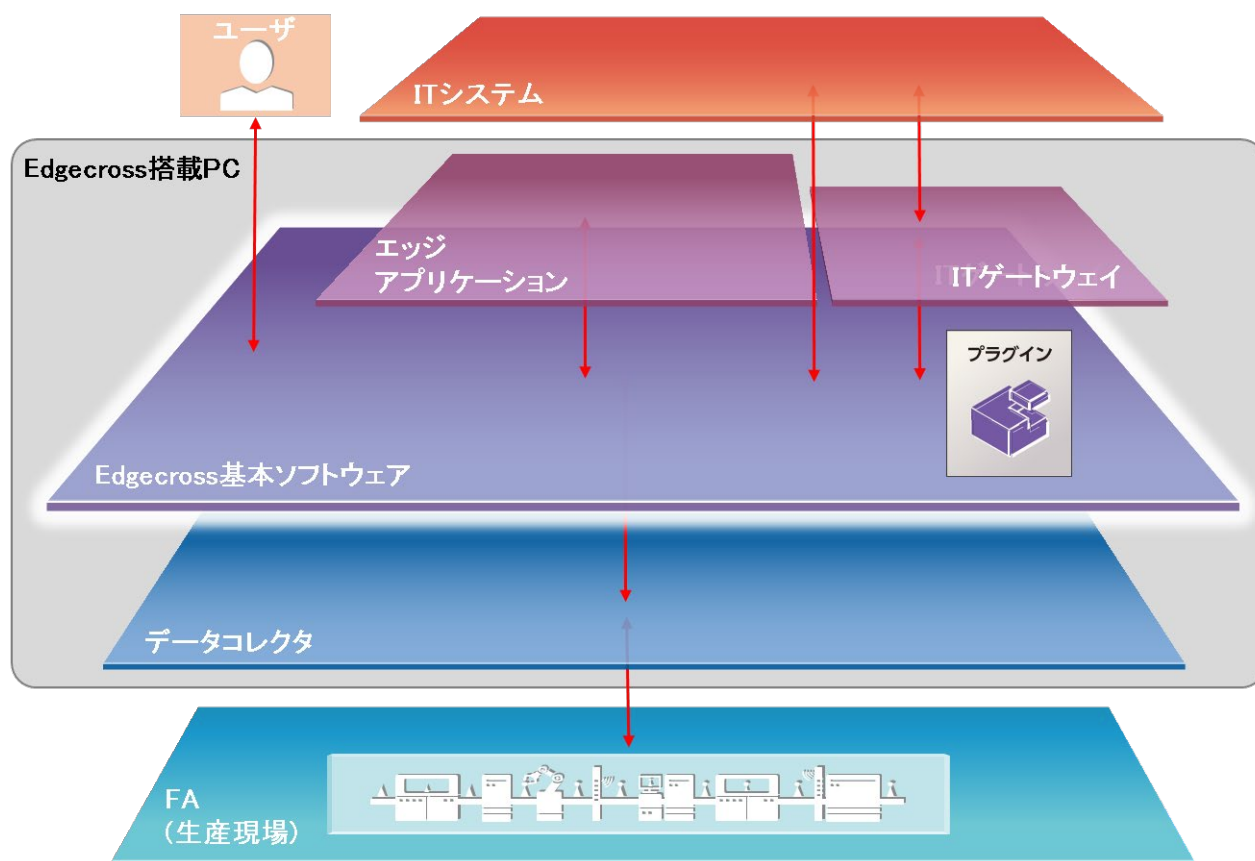 ユーザ
ITシステム
Edgecross搭載PC
エッジ
アプリケーション
ITゲートウェイ
プラグイン
Edgecross基本ソフトウェア
データコレクタ
FA
(生産現場)